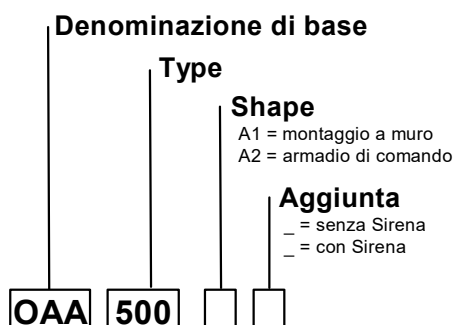 Denominazione di base
Type
Shape
A1 = montaggio a muro
A2 = armadio di comando
Aggiunta
_ = senza Sirena
_ = con Sirena
OAA 500